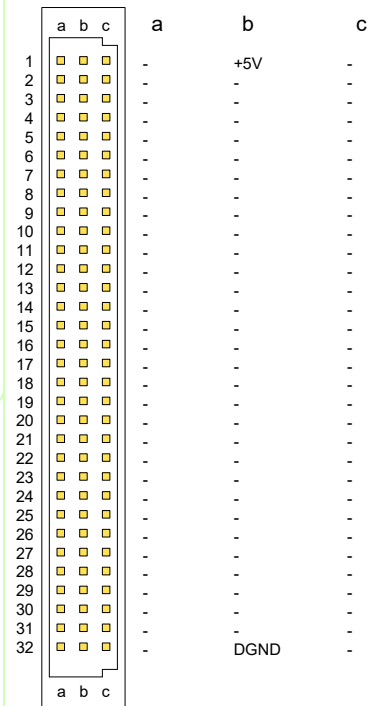 a b c a b c
1 - +5V -
2 - - -
3 - - -
4 - - -
5 - - -
6 - - -
7 - - -
8 - - -
9 - - -
10 - - -
11 - - -
12 - - -
13 - - -
14 - - -
15 - - -
16 - - -
17 - - -
18 - - -
19 - - -
20 - - -
21 - - -
22 - - -
23 - - -
24 - - -
25 - - -
26 - - -
27 - - -
28 - - -
29 - - -
30 - - -
31 - - -
32 - DGND -
a b c